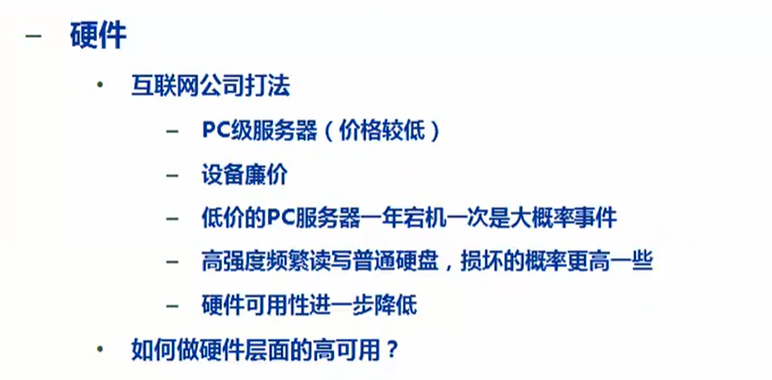 – 硬件
• 互联网公司打法
– PC级服务器（价格较低）
– 设备廉价
– 低价的PC服务器一年宕机一次是大概率事件
– 高强度频繁读写普通硬盘，损坏的概率更高一些
– 硬件可用性进一步降低
• 如何做硬件层面的高可用？